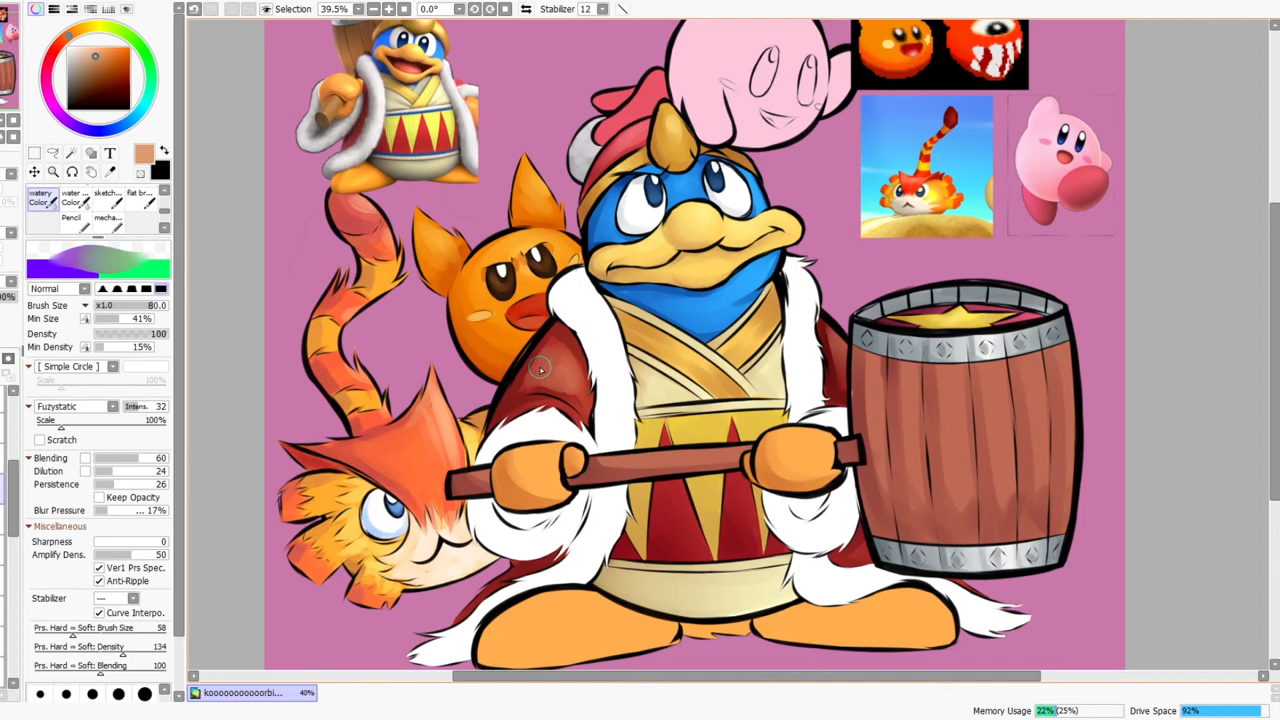 Selection 39.5% 0.0° Stabilizer 12
watery Color
water ... Color
sketch...
flat br...
Pencil
mecha...
Normal
Brush Size x1.0 80.0
Min Size 41%
Density 100
Min Density 15%
[ Simple Circle ]
Scale 100%
Fuzystatic Intens. 32
Scale 100%
Scratch
Blending 60
Dilution 24
Persistence 26
Keep Opacity
Blur Pressure ... 17%
Miscellaneous
Sharpness 0
Amplify Dens. 50
Ver1 Prs Spec.
Anti-Ripple
Stabilizer ---
Curve Interpo.
Prs. Hard ⇔ Soft: Brush Size 58
Prs. Hard ⇔ Soft: Density 134
Prs. Hard ⇔ Soft: Blending 100
T
koooooooooorbi... 40%
Memory Usage 22% (25%) Drive Space 92%